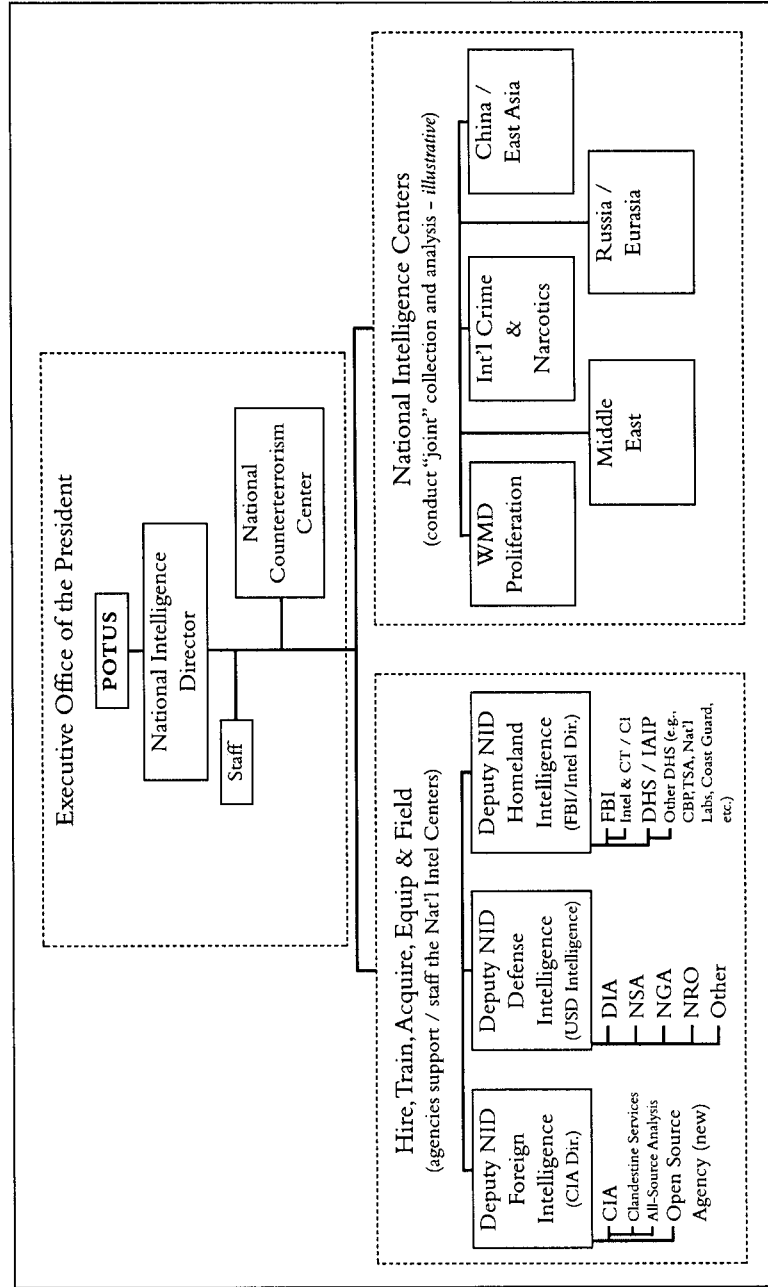 Executive Office of the President
POTUS
National Intelligence
Director
Staff
National
Counterterrorism
Center
Hire, Train, Acquire, Equip & Field
(agencies support / staff the Nat'l Intel Centers)
Deputy NID
Foreign
Intelligence
(CIA Dir.)
CIA
Clandestine Services
All-Source Analysis
Open Source
Agency (new)
Deputy NID
Defense
Intelligence
(USD Intelligence)
DIA
NSA
NGA
NRO
Other
Deputy NID
Homeland
Intelligence
(FBI/Intel Dir.)
FBI
Intel & CT / CI
DHS / IAIP
Other DHS (e.g.,
CBP, TSA, Nat'l
Labs, Coast Guard,
etc.)
National Intelligence Centers
(conduct "joint" collection and analysis – illustrative)
WMD
Proliferation
Int'l Crime
&
Narcotics
China /
East Asia
Middle
East
Russia /
Eurasia